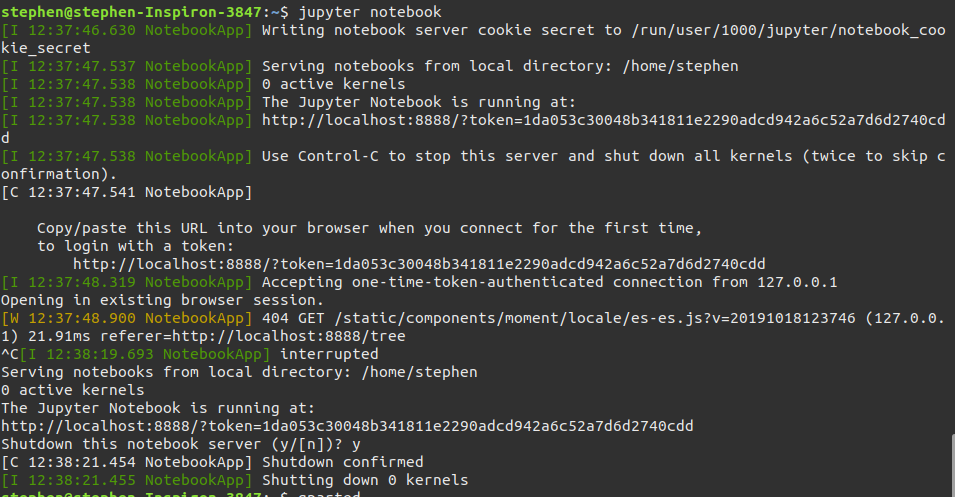 stephen@stephen-Inspiron-3847:~$ jupyter notebook
[I 12:37:46.630 NotebookApp] Writing notebook server cookie secret to /run/user/1000/jupyter/notebook_coo
kie_secret
[I 12:37:47.537 NotebookApp] Serving notebooks from local directory: /home/stephen
[I 12:37:47.538 NotebookApp] 0 active kernels
[I 12:37:47.538 NotebookApp] The Jupyter Notebook is running at:
[I 12:37:47.538 NotebookApp] http://localhost:8888/?token=1da053c30048b341811e2290adcd942a6c52a7d6d2740cd
d
[I 12:37:47.538 NotebookApp] Use Control-C to stop this server and shut down all kernels (twice to skip c
onfirmation).
[C 12:37:47.541 NotebookApp]
    Copy/paste this URL into your browser when you connect for the first time,
    to login with a token:
        http://localhost:8888/?token=1da053c30048b341811e2290adcd942a6c52a7d6d2740cdd
[I 12:37:48.319 NotebookApp] Accepting one-time-token-authenticated connection from 127.0.0.1
Opening in existing browser session.
[W 12:37:48.900 NotebookApp] 404 GET /static/components/moment/locale/es-es.js?v=20191018123746 (127.0.0.
1) 21.91ms referer=http://localhost:8888/tree
^C[I 12:38:19.693 NotebookApp] interrupted
Serving notebooks from local directory: /home/stephen
0 active kernels
The Jupyter Notebook is running at:
http://localhost:8888/?token=1da053c30048b341811e2290adcd942a6c52a7d6d2740cdd
Shutdown this notebook server (y/[n])? y
[C 12:38:21.454 NotebookApp] Shutdown confirmed
[I 12:38:21.455 NotebookApp] Shutting down 0 kernels
stephen@stephen-Inspiron-3847:~$ gparted